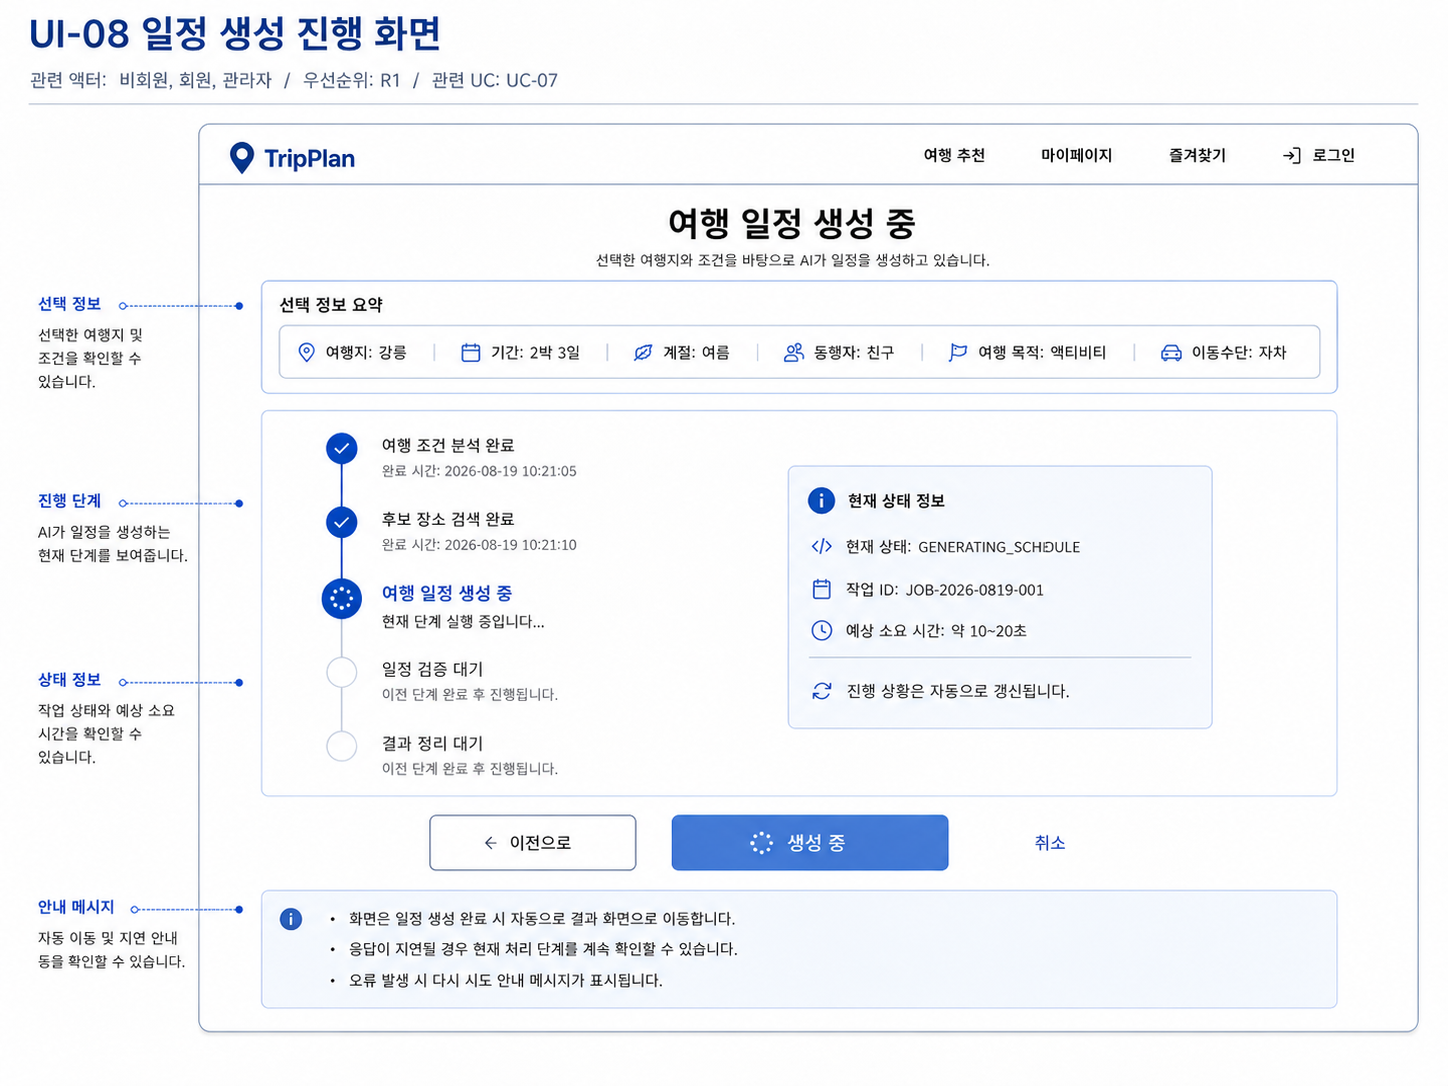 UI-08 일정 생성 진행 화면
관련 액터: 비회원, 회원, 관라자 / 우선순위: R1 / 관련 UC: UC-07
TripPlan
여행 추천
마이페이지
즐겨찾기
로그인
여행 일정 생성 중
선택한 여행지와 조건을 바탕으로 AI가 일정을 생성하고 있습니다.
선택 정보
선택한 여행지 및
조건을 확인할 수
있습니다.
선택 정보 요약
여행지: 강릉
기간: 2박 3일
계절: 여름
동행자: 친구
여행 목적: 액티비티
이동수단: 자차
진행 단계
AI가 일정을 생성하는
현재 단계를 보여줍니다.
여행 조건 분석 완료
완료 시간: 2026-08-19 10:21:05
후보 장소 검색 완료
완료 시간: 2026-08-19 10:21:10
여행 일정 생성 중
현재 단계 실행 중입니다...
일정 검증 대기
이전 단계 완료 후 진행됩니다.
결과 정리 대기
이전 단계 완료 후 진행됩니다.
현재 상태 정보
현재 상태: GENERATING_SCHEDULE
작업 ID: JOB-2026-0819-001
예상 소요 시간: 약 10~20초
진행 상황은 자동으로 갱신됩니다.
상태 정보
작업 상태와 예상 소요
시간을 확인할 수
있습니다.
← 이전으로
생성 중
취소
안내 메시지
자동 이동 및 지연 안내
동을 확인할 수 있습니다.
• 화면은 일정 생성 완료 시 자동으로 결과 화면으로 이동합니다.
• 응답이 지연될 경우 현재 처리 단계를 계속 확인할 수 있습니다.
• 오류 발생 시 다시 시도 안내 메시지가 표시됩니다.